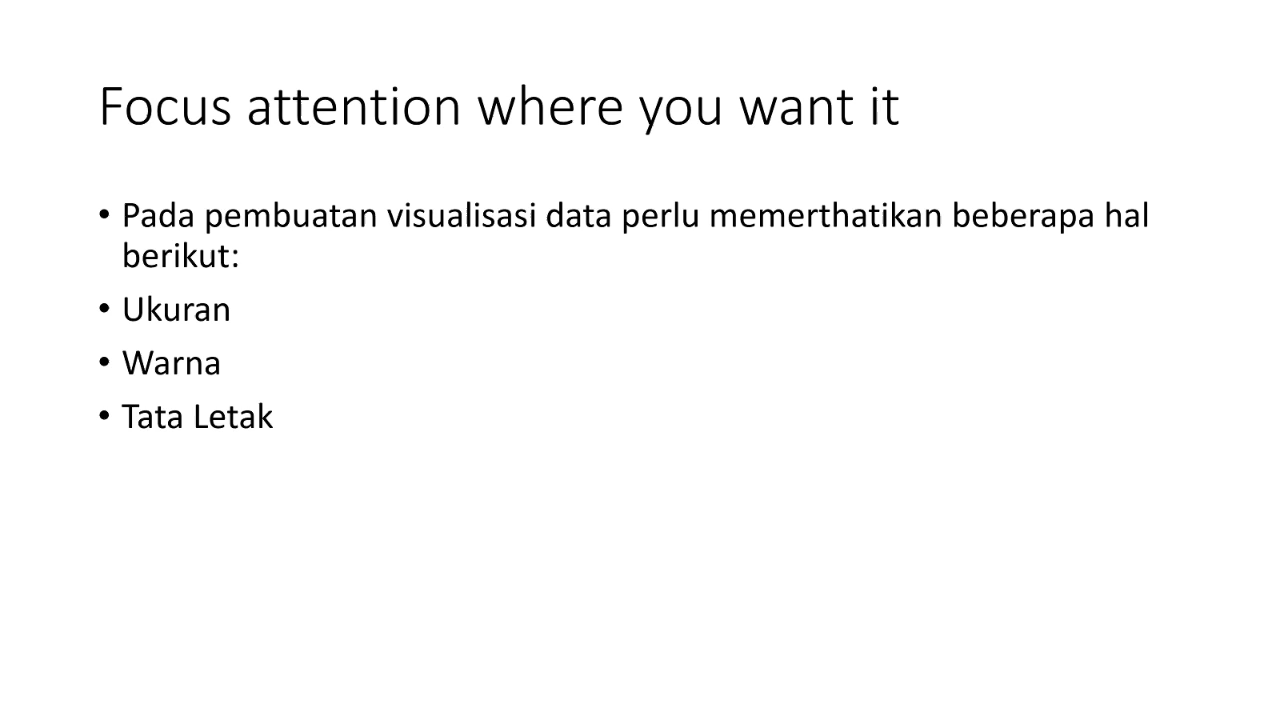 Focus attention where you want it
• Pada pembuatan visualisasi data perlu memerthatikan beberapa hal
berikut:
• Ukuran
• Warna
• Tata Letak